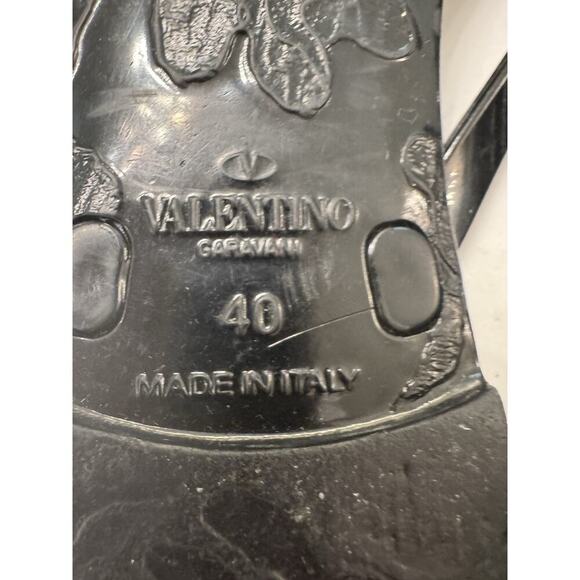 V
VALENTINO
GARAVANI
40
MADE IN ITALY